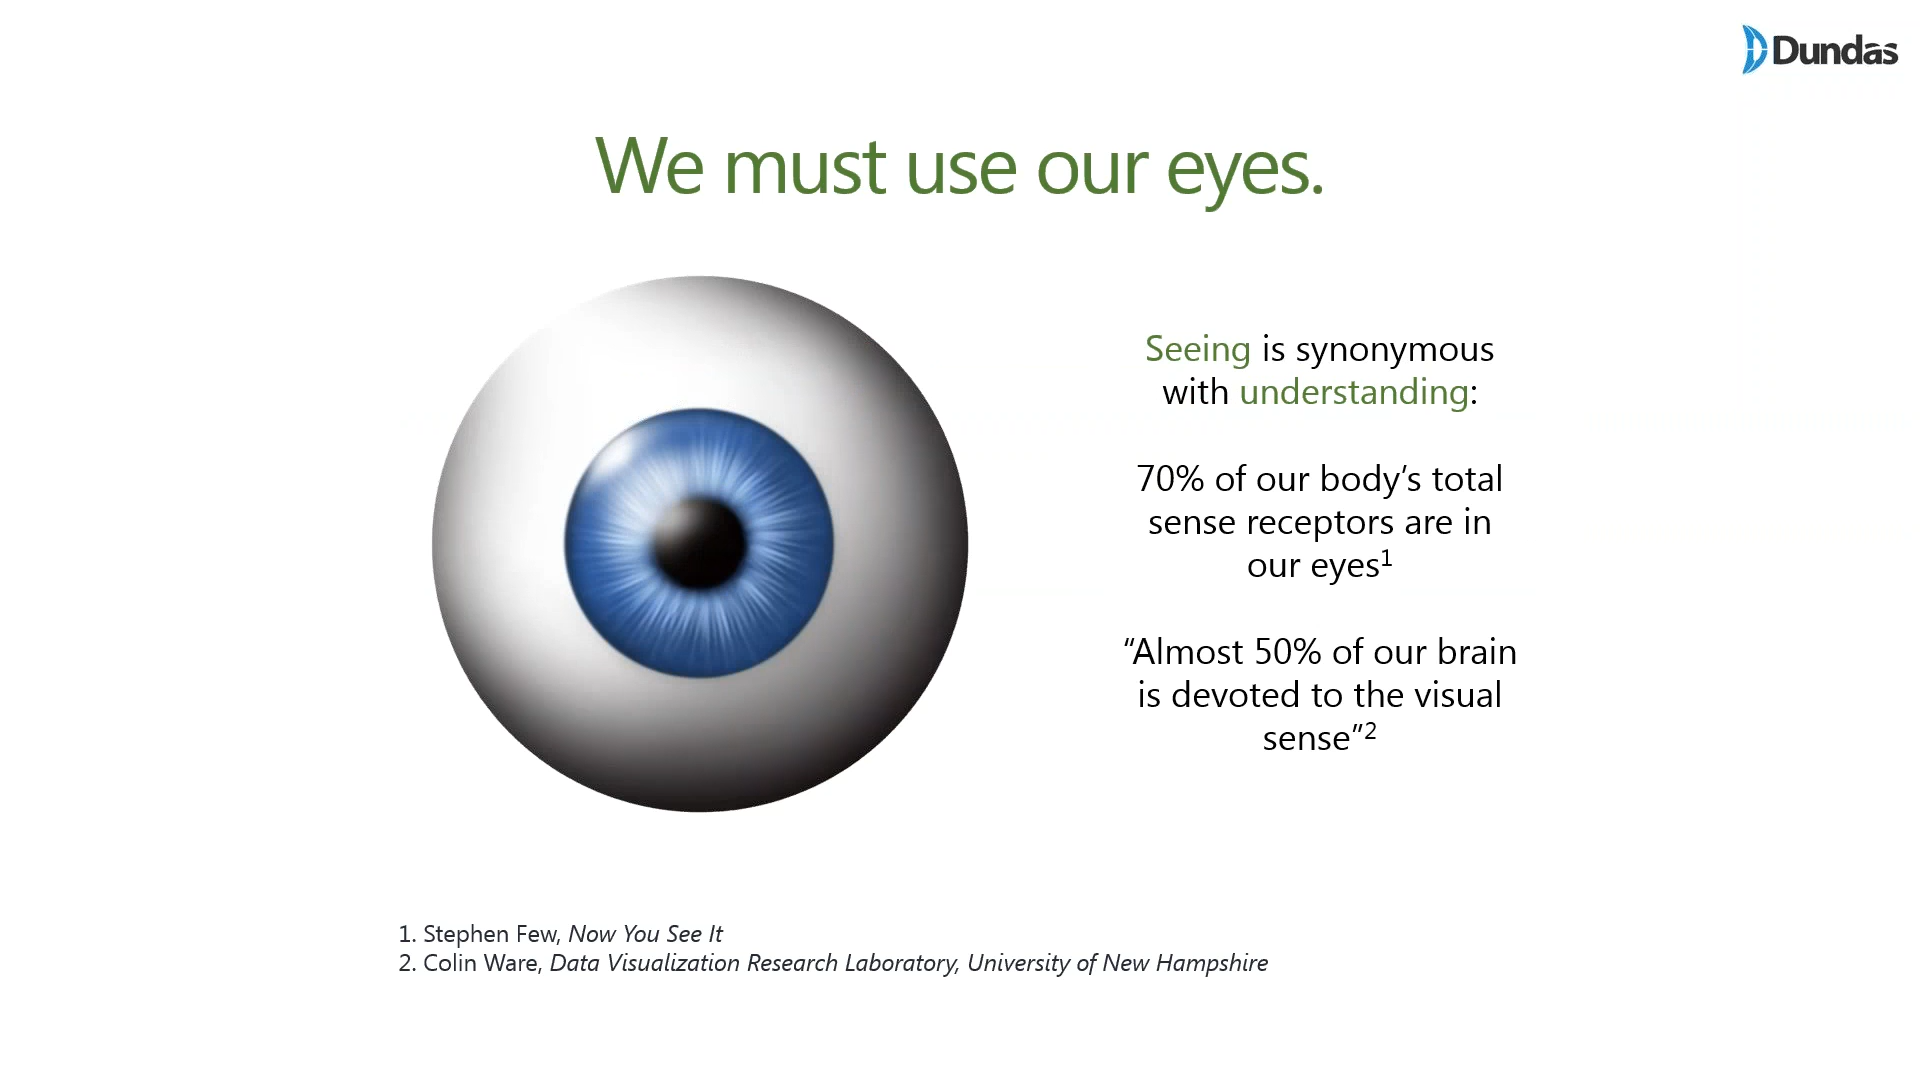 Dundas
We must use our eyes.
Seeing is synonymous
with understanding:
70% of our body’s total
sense receptors are in
our eyes¹
“Almost 50% of our brain
is devoted to the visual
sense”²
1. Stephen Few, Now You See It
2. Colin Ware, Data Visualization Research Laboratory, University of New Hampshire